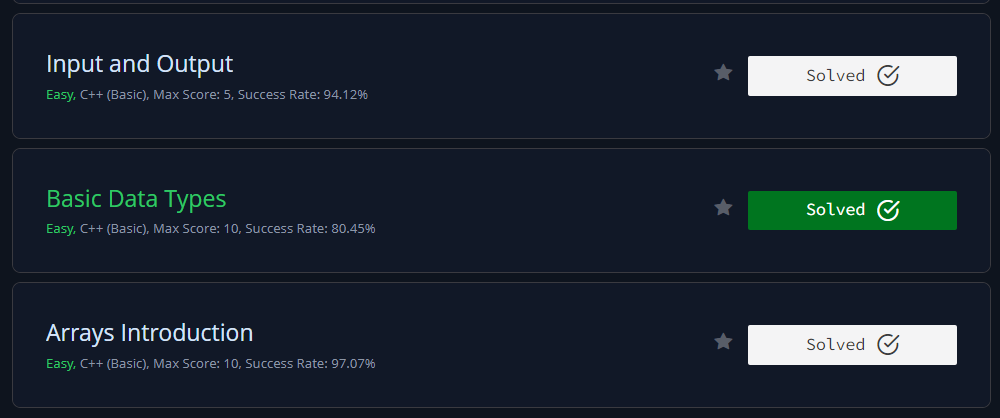 Input and Output
Easy, C++ (Basic), Max Score: 5, Success Rate: 94.12%
Solved
Basic Data Types
Easy, C++ (Basic), Max Score: 10, Success Rate: 80.45%
Solved
Arrays Introduction
Easy, C++ (Basic), Max Score: 10, Success Rate: 97.07%
Solved